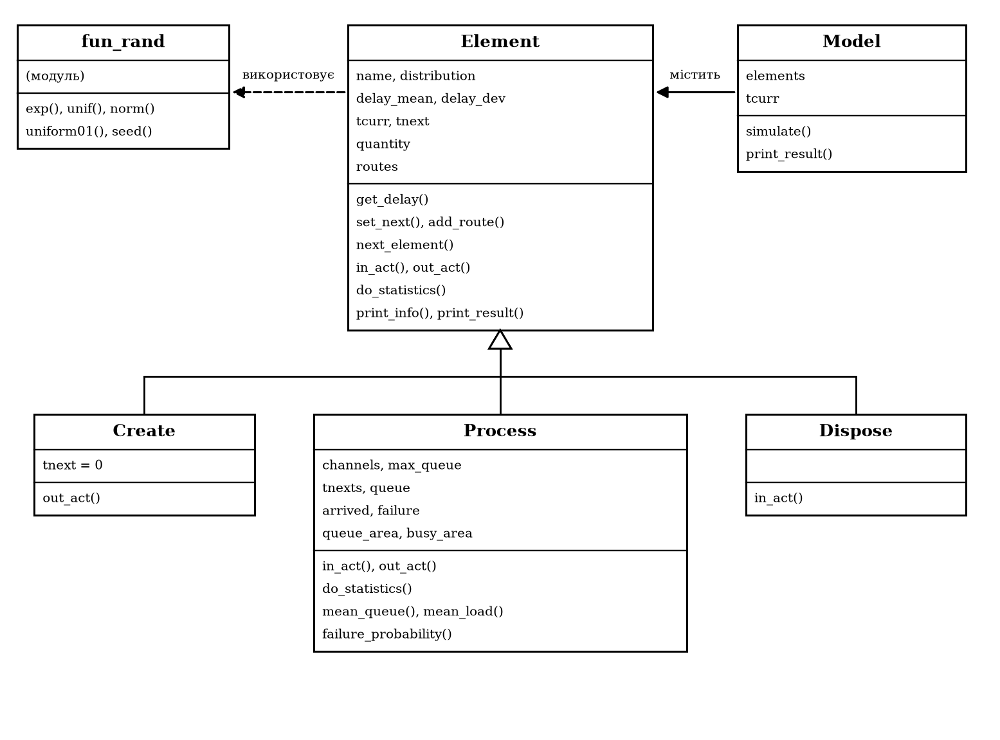 fun_rand
(модуль)
exp(), unif(), norm()
uniform01(), seed()
використовує
Element
name, distribution
delay_mean, delay_dev
tcurr, tnext
quantity
routes
get_delay()
set_next(), add_route()
next_element()
in_act(), out_act()
do_statistics()
print_info(), print_result()
містить
Model
elements
tcurr
simulate()
print_result()
Create
tnext = 0
out_act()
Process
channels, max_queue
tnexts, queue
arrived, failure
queue_area, busy_area
in_act(), out_act()
do_statistics()
mean_queue(), mean_load()
failure_probability()
Dispose
in_act()